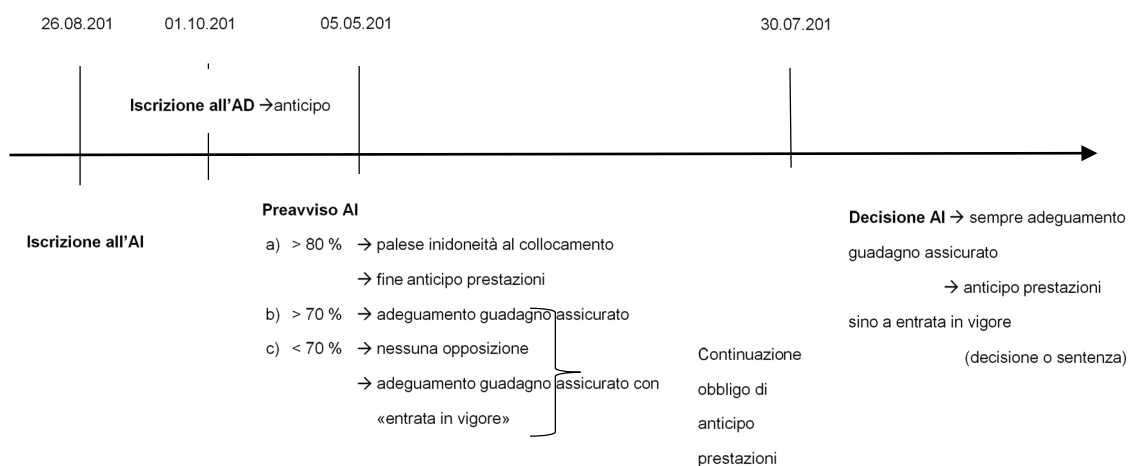 26.08.201 01.10.201 05.05.201 30.07.201
Iscrizione all'AD → anticipo
Iscrizione all'AI
Preavviso AI
a) > 80 % → palese inidoneità al collocamento
→ fine anticipo prestazioni
b) > 70 % → adeguamento guadagno assicurato
c) < 70 % → nessuna opposizione
→ adeguamento guadagno assicurato con
«entrata in vigore»
Continuazione
obbligo di
anticipo
prestazioni
Decisione AI → sempre adeguamento
guadagno assicurato
→ anticipo prestazioni
sino a entrata in vigore
(decisione o sentenza)